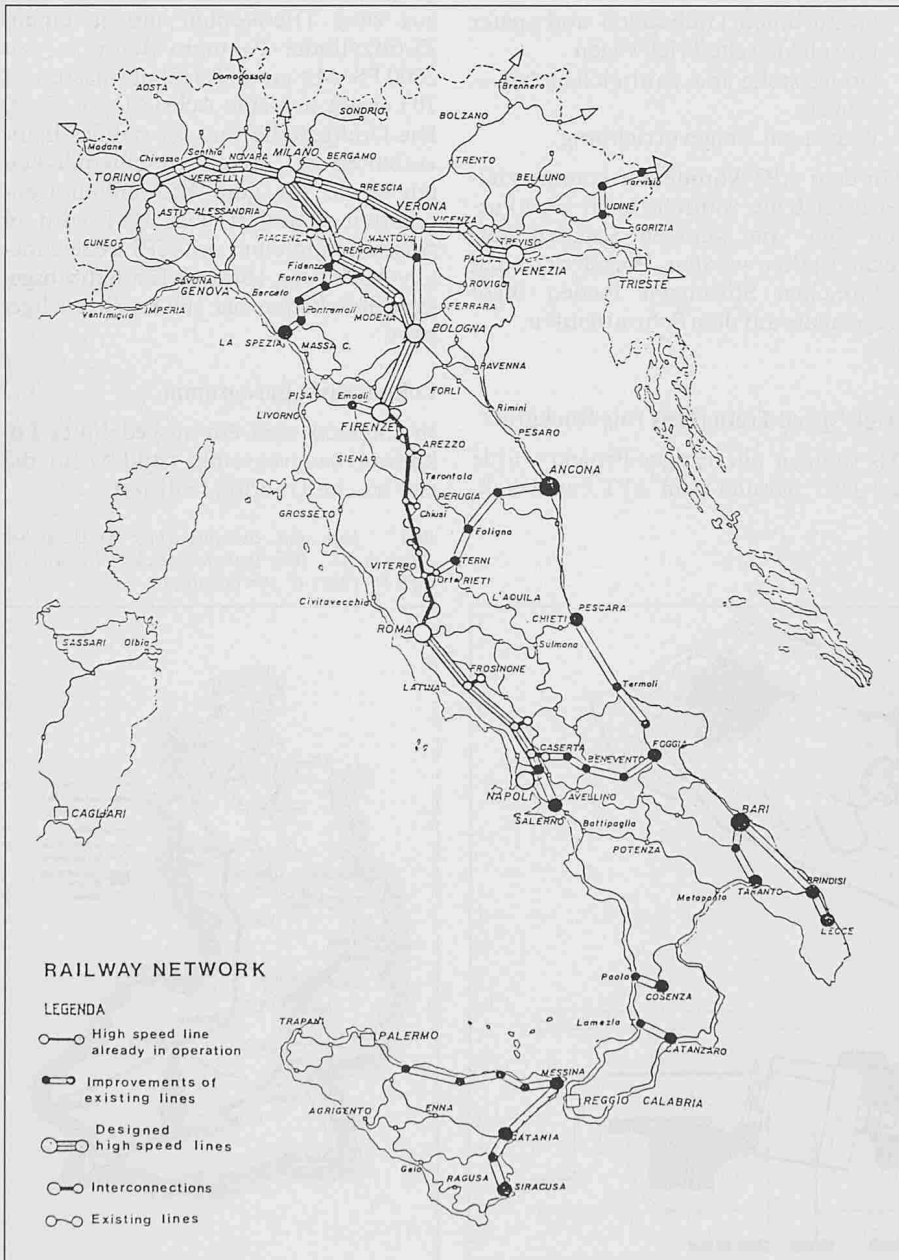 Domodossola
AOSTA
SONDRIO
Brennero
BOLZANO
Modane
Chivasso
Santhia
NOVARA
MILANO
BERGAMO
TRENTO
BELLUNO
Tarvisio
TORINO
VERCELLI
BRESCIA
VERONA
VICENZA
UDINE
GORIZIA
ASTI
ALESSANDRIA
PIACENZA
CREMONA
MANTOVA
TREVISO
PADOVA
VENEZIA
CUNEO
SAVONA
GENOVA
Fidenza
Fornovo
ROVIGO
TRIESTE
Ventimiglia
IMPERIA
Berceto
Pontremoli
MODENA
FERRARA
BOLOGNA
LA SPEZIA
MASSA C.
RAVENNA
FORLI
PISA
Empoli
Rimini
LIVORNO
FIRENZE
PESARO
SIENA
AREZZO
ANCONA
Terontola
PERUGIA
GROSSETO
Chiusi
Foligno
TERNI
VITERBO
Orte
RIETI
L'AQUILA
Civitavecchia
CHIETI
PESCARA
ROMA
Sulmona
SASSARI
Olbia
FROSINONE
LATINA
Termoli
CASERTA
BENEVENTO
FOGGIA
NAPOLI
AVELLINO
CAGLIARI
SALERNO
Battipaglia
BARI
POTENZA
Metaponto
TARANTO
BRINDISI
LECCE
Paola
COSENZA
Lamezia
CATANZARO
TRAPANI
PALERMO
MESSINA
REGGIO CALABRIA
AGRIGENTO
ENNA
CATANIA
Gela
RAGUSA
SIRACUSA
RAILWAY NETWORK
LEGENDA
High speed line
already in operation
Improvements of
existing lines
Designed
high speed lines
Interconnections
Existing lines